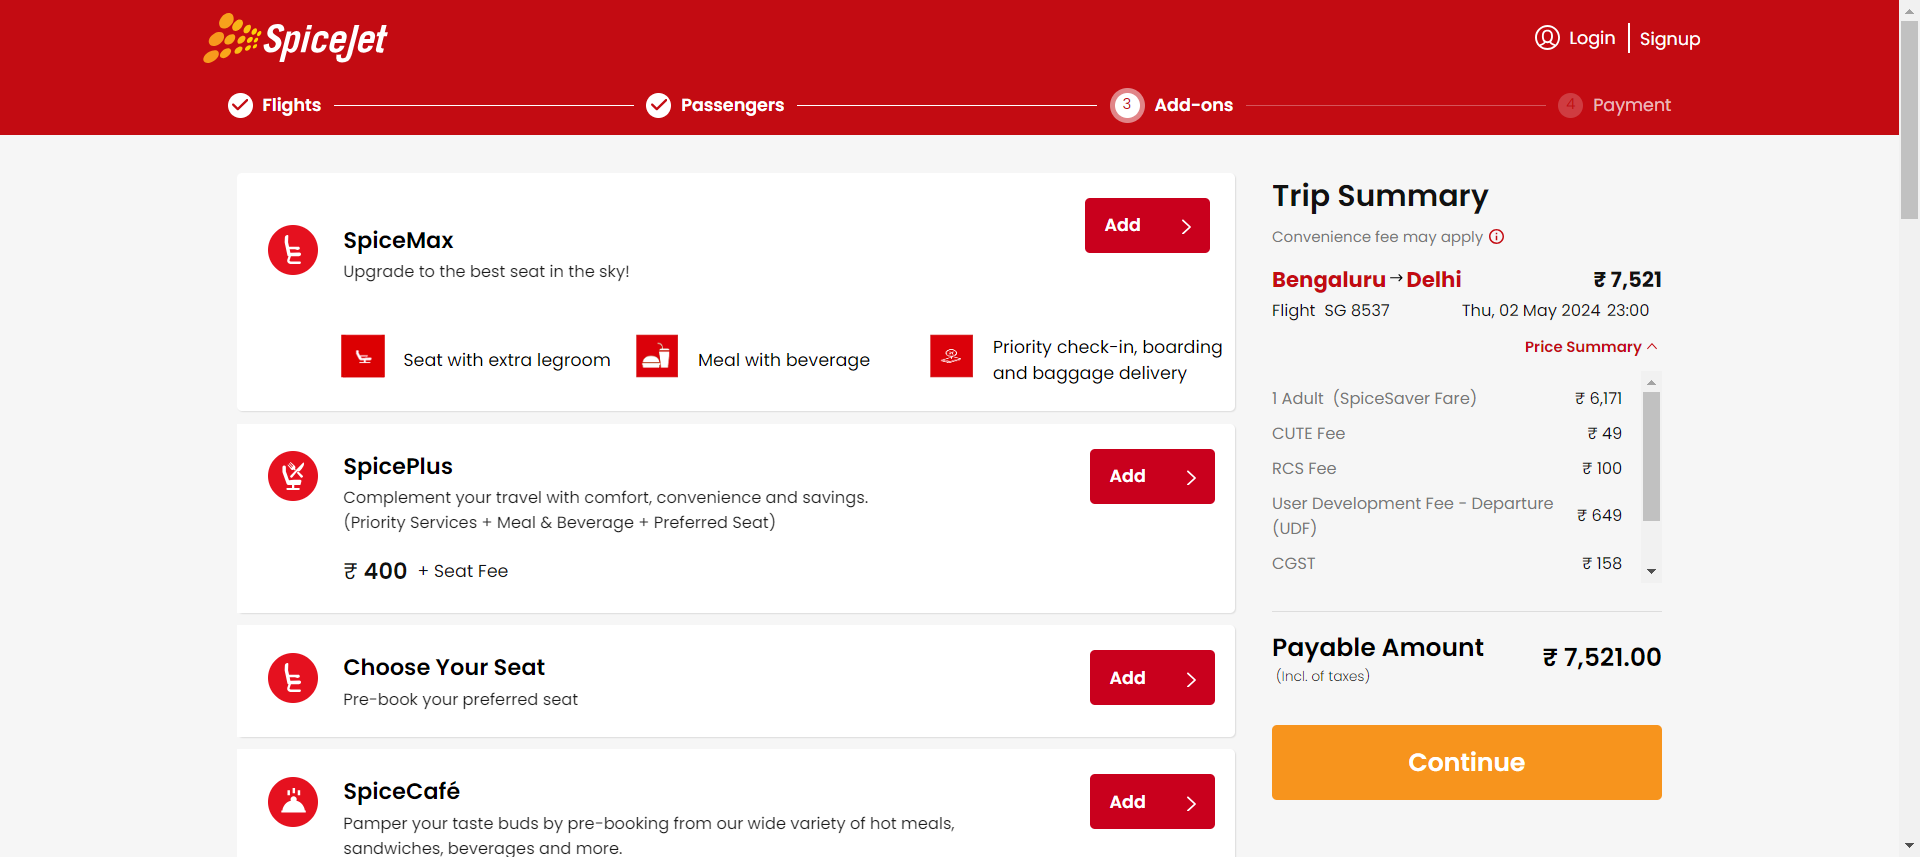 SpiceJet
Login
Signup
Flights
Passengers
3
Add-ons
4
Payment
SpiceMax
Upgrade to the best seat in the sky!
Add
Seat with extra legroom
Meal with beverage
Priority check-in, boarding
and baggage delivery
SpicePlus
Complement your travel with comfort, convenience and savings.
(Priority Services + Meal & Beverage + Preferred Seat)
₹ 400 + Seat Fee
Add
Choose Your Seat
Pre-book your preferred seat
Add
SpiceCafé
Pamper your taste buds by pre-booking from our wide variety of hot meals,
sandwiches, beverages and more.
Add
Trip Summary
Convenience fee may apply
Bengaluru→Delhi ₹ 7,521
Flight SG 8537 Thu, 02 May 2024 23:00
Price Summary
1 Adult (SpiceSaver Fare) ₹ 6,171
CUTE Fee ₹ 49
RCS Fee ₹ 100
User Development Fee - Departure
(UDF) ₹ 649
CGST ₹ 158
Payable Amount ₹ 7,521.00
(Incl. of taxes)
Continue